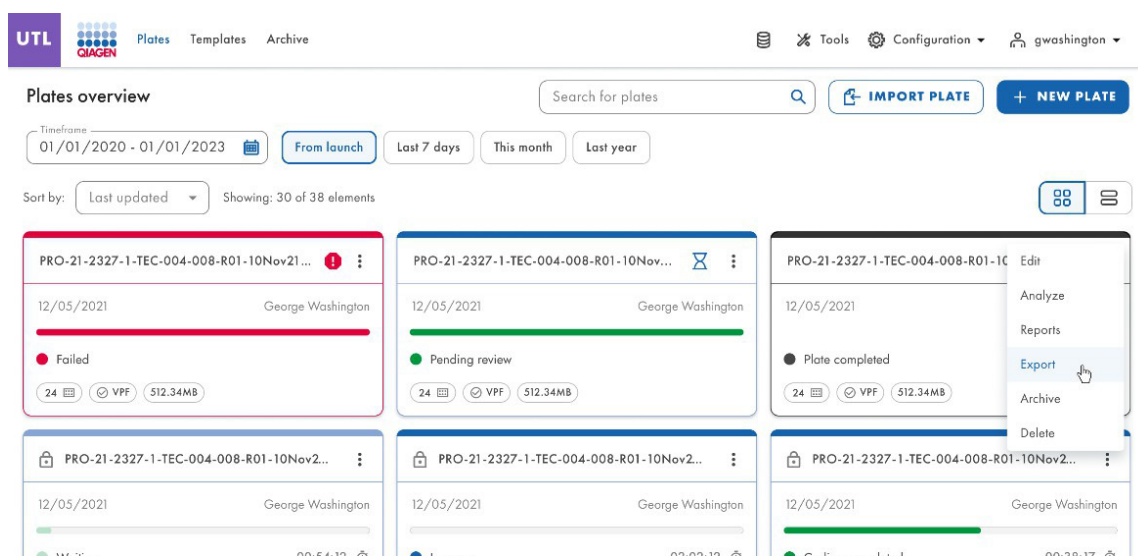 UTL QIAGEN Plates Templates Archive Tools Configuration gwashington
Plates overview Search for plates IMPORT PLATE + NEW PLATE
Timeframe
01/01/2020 - 01/01/2023 From launch Last 7 days This month Last year
Sort by: Last updated Showing: 30 of 38 elements
PRO-21-2327-1-TEC-004-008-R01-10Nov21...
12/05/2021 George Washington
Failed
24 VPF 512.34MB
PRO-21-2327-1-TEC-004-008-R01-10Nov...
12/05/2021 George Washington
Pending review
24 VPF 512.34MB
PRO-21-2327-1-TEC-004-008-R01-10
12/05/2021
Plate completed
24 VPF 512.34MB
Edit
Analyze
Reports
Export
Archive
Delete
PRO-21-2327-1-TEC-004-008-R01-10Nov2...
12/05/2021 George Washington
PRO-21-2327-1-TEC-004-008-R01-10Nov2...
12/05/2021 George Washington
PRO-21-2327-1-TEC-004-008-R01-10Nov2...
12/05/2021 George Washington